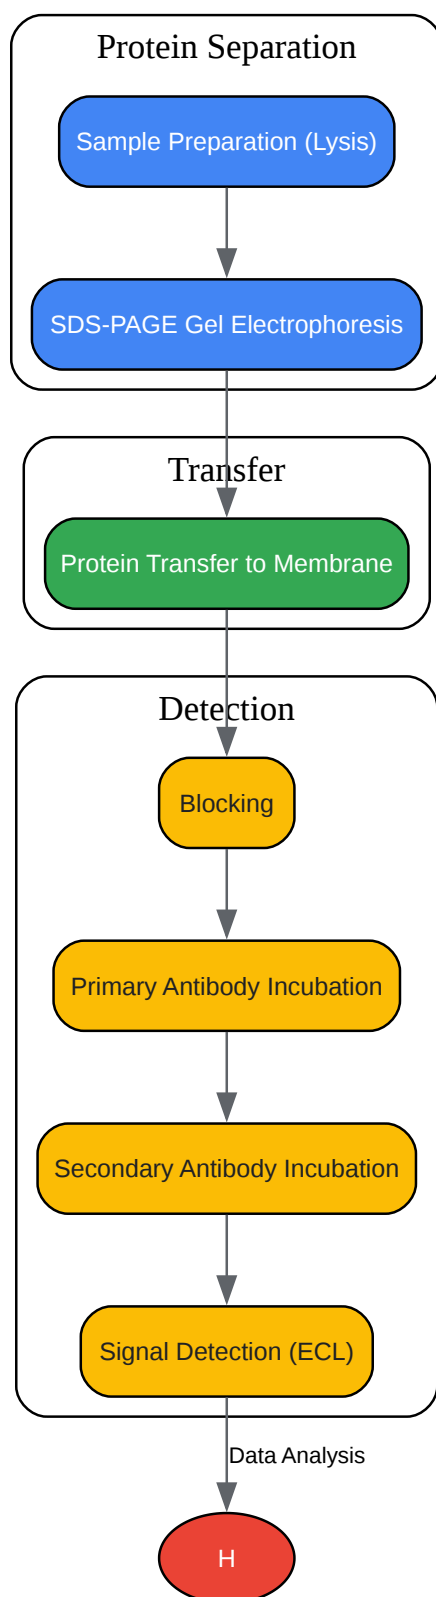 Protein Separation
Sample Preparation (Lysis)
SDS-PAGE Gel Electrophoresis
Transfer
Protein Transfer to Membrane
Detection
Blocking
Primary Antibody Incubation
Secondary Antibody Incubation
Signal Detection (ECL)
Data Analysis
H